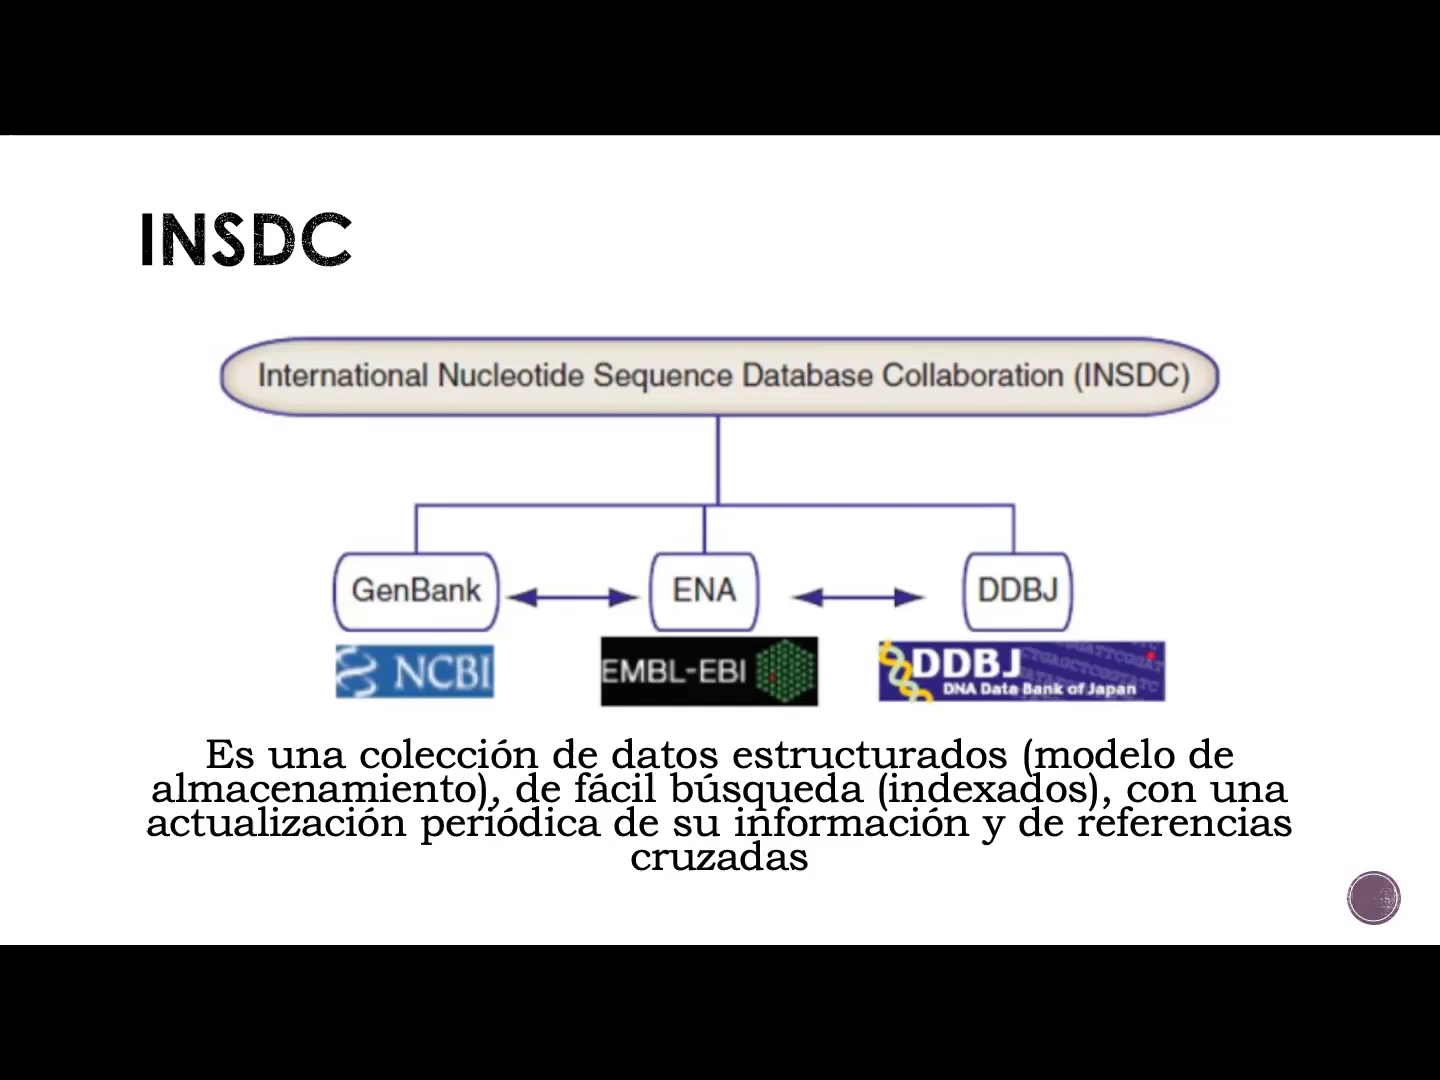 INSDC
International Nucleotide Sequence Database Collaboration (INSDC)
GenBank
ENA
DDBJ
NCBI
EMBL-EBI
DDBJ
DNA Data Bank of Japan
Es una colección de datos estructurados (modelo de
almacenamiento), de fácil búsqueda (indexados), con una
actualización periódica de su información y de referencias
cruzadas